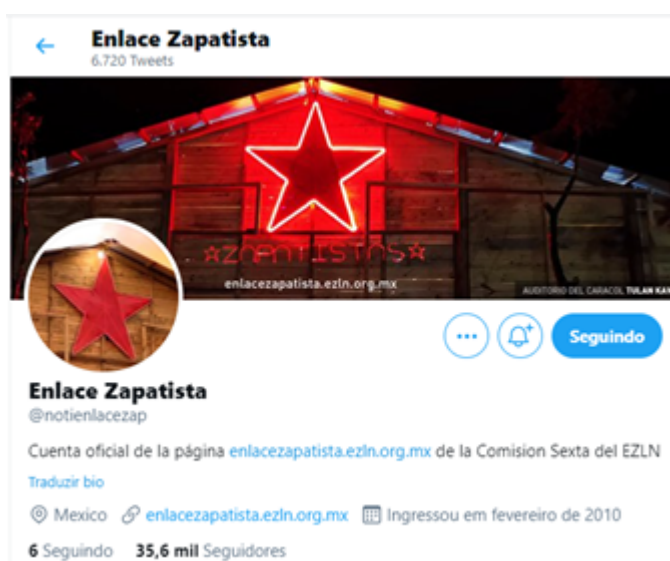 Enlace Zapatista
6.720 Tweets
☆ZAPATISTAS☆
enlacezapatista.ezln.org.mx
AUDITORIO DEL CARACOL TULAN KAN
Seguindo
Enlace Zapatista
@notienlacezap
Cuenta oficial de la página enlacezapatista.ezln.org.mx de la Comision Sexta del EZLN
Traduzir bio
Mexico enlacezapatista.ezln.org.mx Ingressou em fevereiro de 2010
6 Seguindo 35,6 mil Seguidores